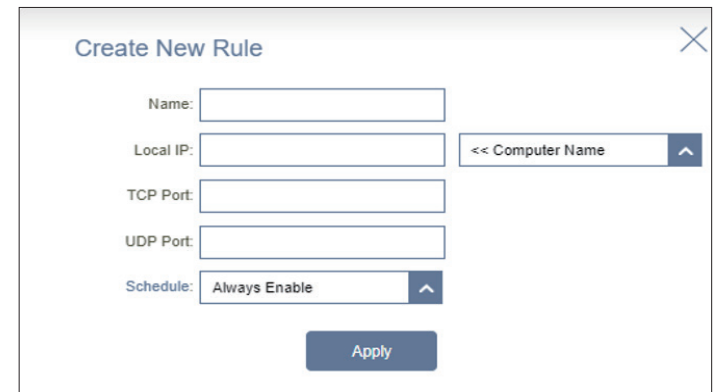 Create New Rule
Name:
Local IP:
<< Computer Name
TCP Port:
UDP Port:
Schedule:
Always Enable
Apply